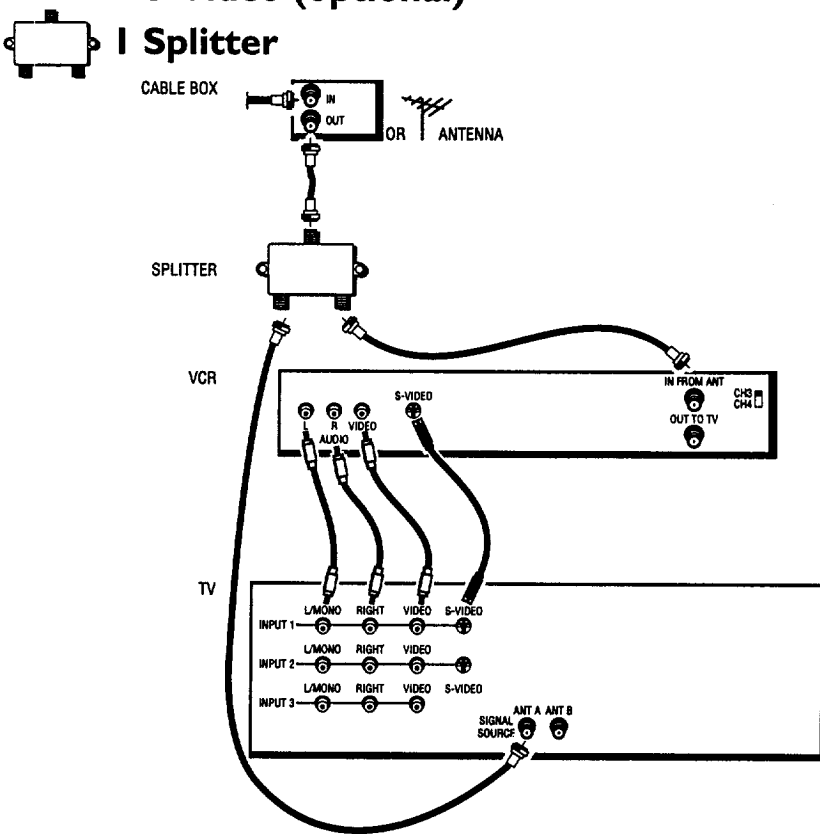 1 Splitter
CABLE BOX
IN
OUT
OR
ANTENNA
SPLITTER
VCR
S-VIDEO
IN FROM ANT
CH3
CH4
OUT TO TV
L R VIDEO
AUDIO
TV
L/MONO RIGHT VIDEO S-VIDEO
INPUT 1
L/MONO RIGHT VIDEO
INPUT 2
L/MONO RIGHT VIDEO S-VIDEO
INPUT 3
ANT A ANT B
SIGNAL
SOURCE